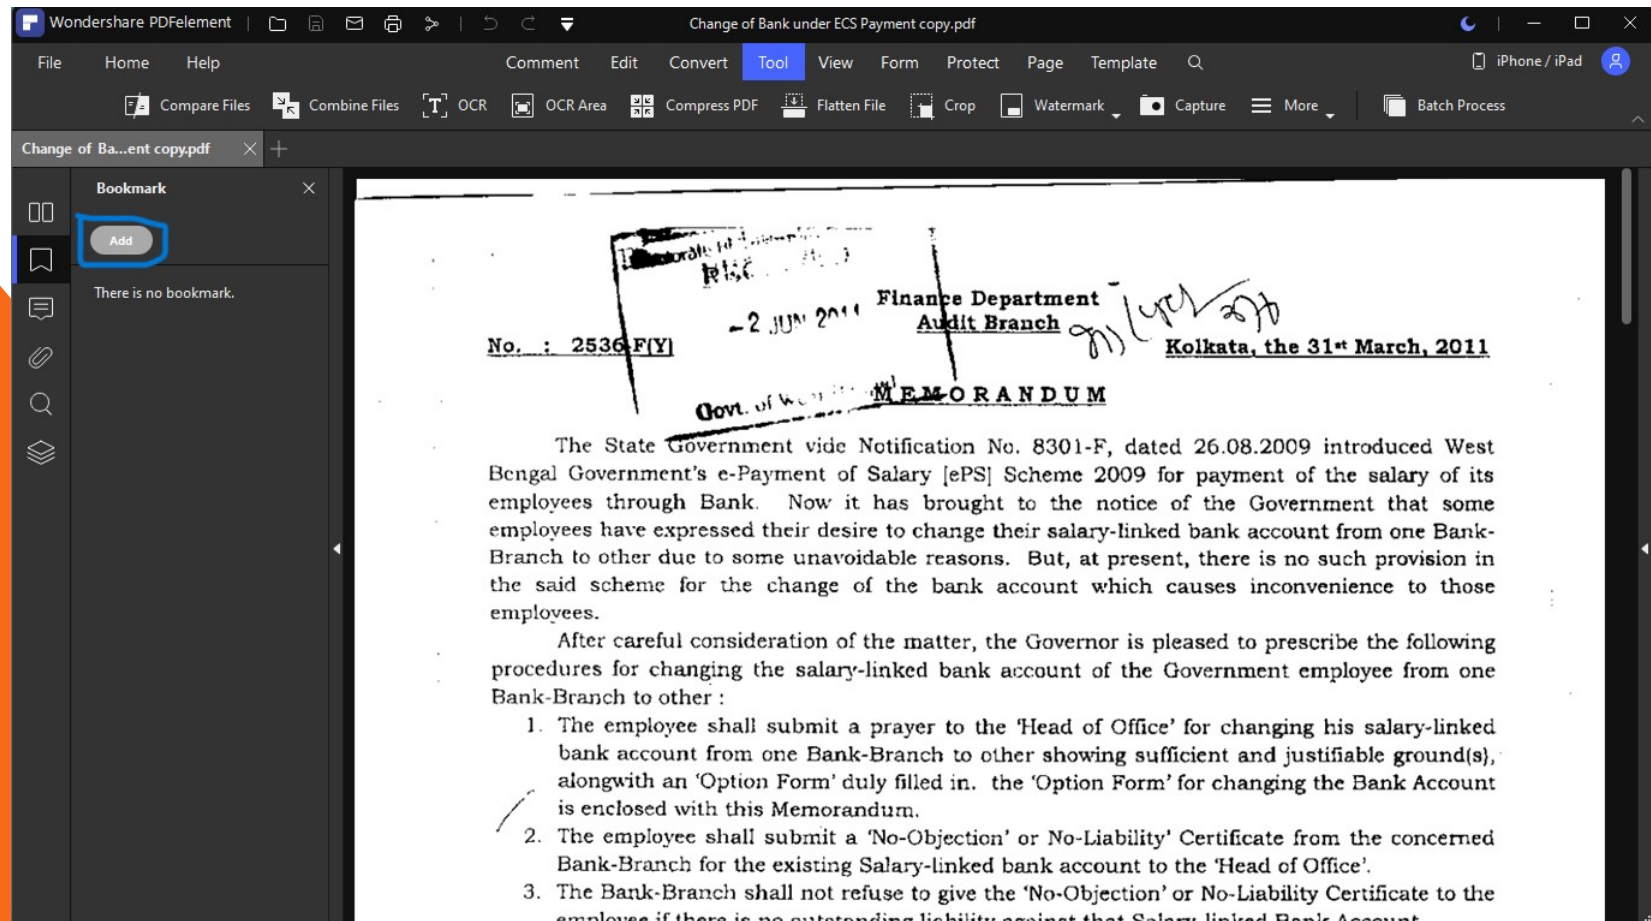 Wondershare PDFelement
Change of Bank under ECS Payment copy.pdf
File Home Help Comment Edit Convert Tool View Form Protect Page Template iPhone / iPad
Compare Files Combine Files OCR OCR Area Compress PDF Flatten File Crop Watermark Capture More Batch Process
Change of Ba...ent copy.pdf
Bookmark
Add
There is no bookmark.
-2 JUN 2011
Finance Department
Audit Branch
No. : 2536-F(Y)
Kolkata, the 31st March, 2011
Govt. of
MEMORANDUM
The State Government vide Notification No. 8301-F, dated 26.08.2009 introduced West
Bengal Government's e-Payment of Salary [ePS] Scheme 2009 for payment of the salary of its
employees through Bank. Now it has brought to the notice of the Government that some
employees have expressed their desire to change their salary-linked bank account from one Bank-
Branch to other due to some unavoidable reasons. But, at present, there is no such provision in
the said scheme for the change of the bank account which causes inconvenience to those
employees.
After careful consideration of the matter, the Governor is pleased to prescribe the following
procedures for changing the salary-linked bank account of the Government employee from one
Bank-Branch to other :
1. The employee shall submit a prayer to the 'Head of Office' for changing his salary-linked
bank account from one Bank-Branch to other showing sufficient and justifiable ground(s),
alongwith an 'Option Form' duly filled in. the 'Option Form' for changing the Bank Account
is enclosed with this Memorandum.
2. The employee shall submit a 'No-Objection' or No-Liability' Certificate from the concerned
Bank-Branch for the existing Salary-linked bank account to the 'Head of Office'.
3. The Bank-Branch shall not refuse to give the 'No-Objection' or No-Liability Certificate to the
employee if there is no outstanding liability against that Salary-linked Bank Account